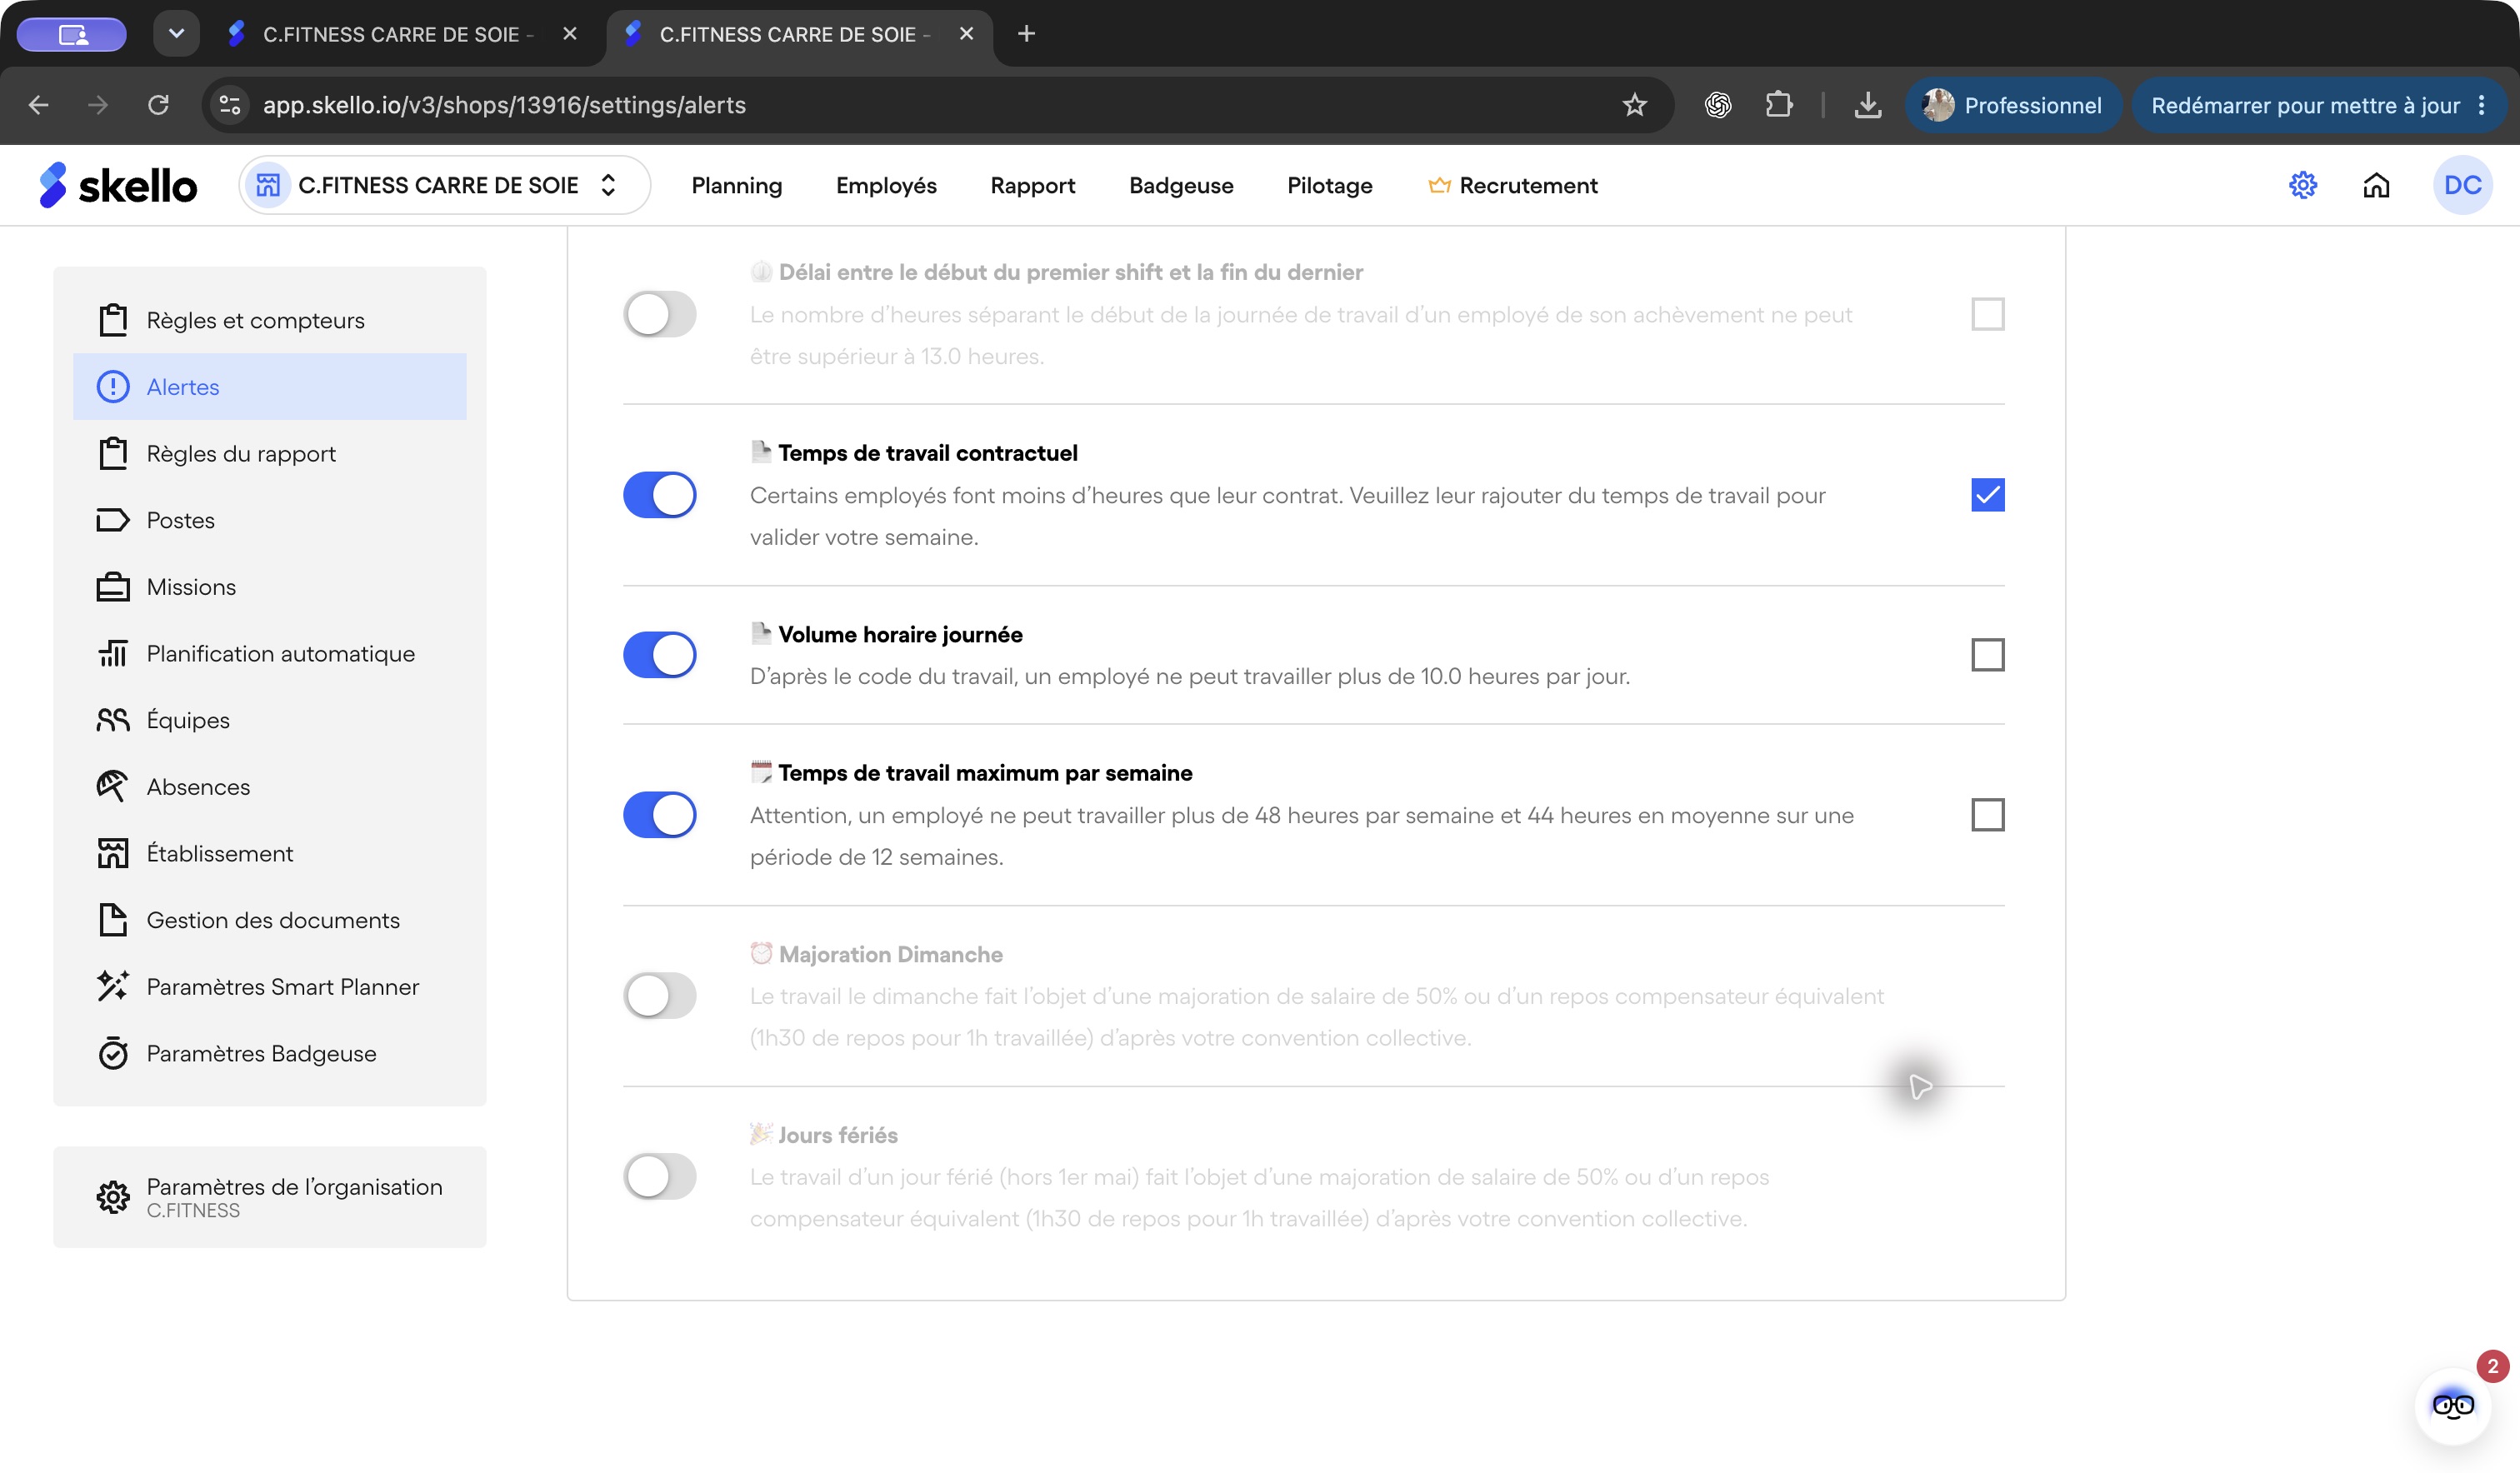 C.FITNESS CARRE DE SOIE -
C.FITNESS CARRE DE SOIE -
app.skello.io/v3/shops/13916/settings/alerts
Professionnel
Redémarrer pour mettre à jour
skello
C.FITNESS CARRE DE SOIE
Planning
Employés
Rapport
Badgeuse
Pilotage
Recrutement
DC
Règles et compteurs
Alertes
Règles du rapport
Postes
Missions
Planification automatique
Équipes
Absences
Établissement
Gestion des documents
Paramètres Smart Planner
Paramètres Badgeuse
Paramètres de l’organisation
C.FITNESS
Délai entre le début du premier shift et la fin du dernier
Le nombre d’heures séparant le début de la journée de travail d’un employé de son achèvement ne peut
être supérieur à 13.0 heures.
Temps de travail contractuel
Certains employés font moins d’heures que leur contrat. Veuillez leur rajouter du temps de travail pour
valider votre semaine.
Volume horaire journée
D’après le code du travail, un employé ne peut travailler plus de 10.0 heures par jour.
Temps de travail maximum par semaine
Attention, un employé ne peut travailler plus de 48 heures par semaine et 44 heures en moyenne sur une
période de 12 semaines.
Majoration Dimanche
Le travail le dimanche fait l’objet d’une majoration de salaire de 50% ou d’un repos compensateur équivalent
(1h30 de repos pour 1h travaillée) d’après votre convention collective.
Jours fériés
Le travail d’un jour férié (hors 1er mai) fait l’objet d’une majoration de salaire de 50% ou d’un repos
compensateur équivalent (1h30 de repos pour 1h travaillée) d’après votre convention collective.
2